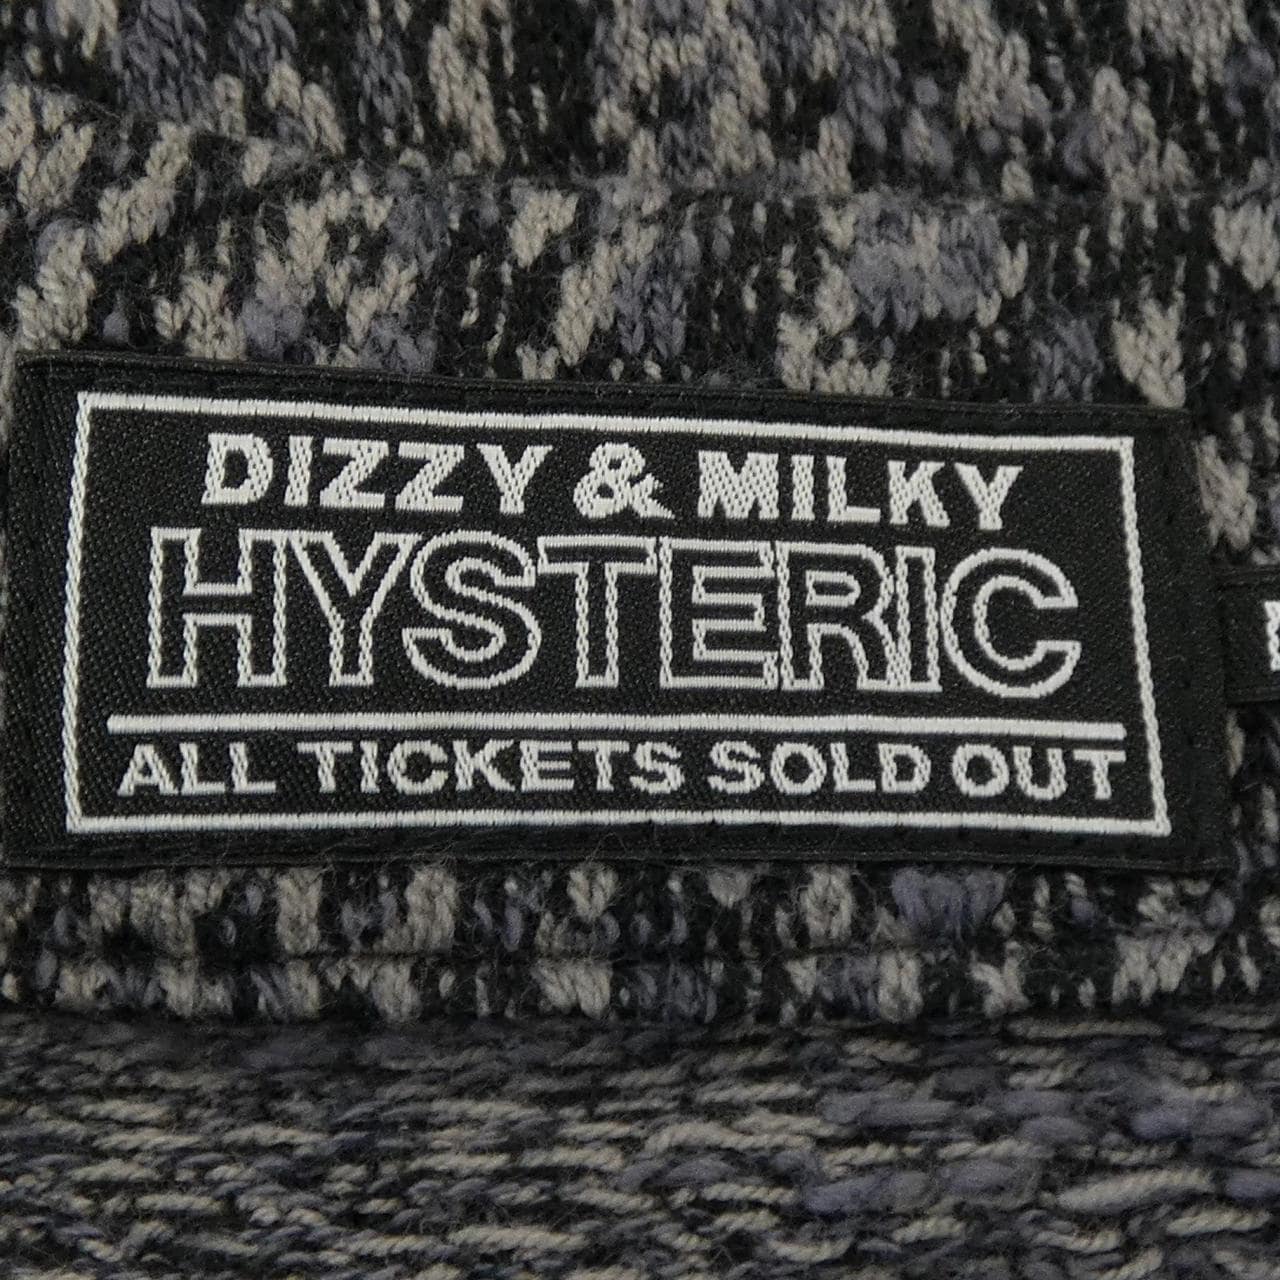 DIZZY & MILKY
HYSTERIC
ALL TICKETS SOLD OUT